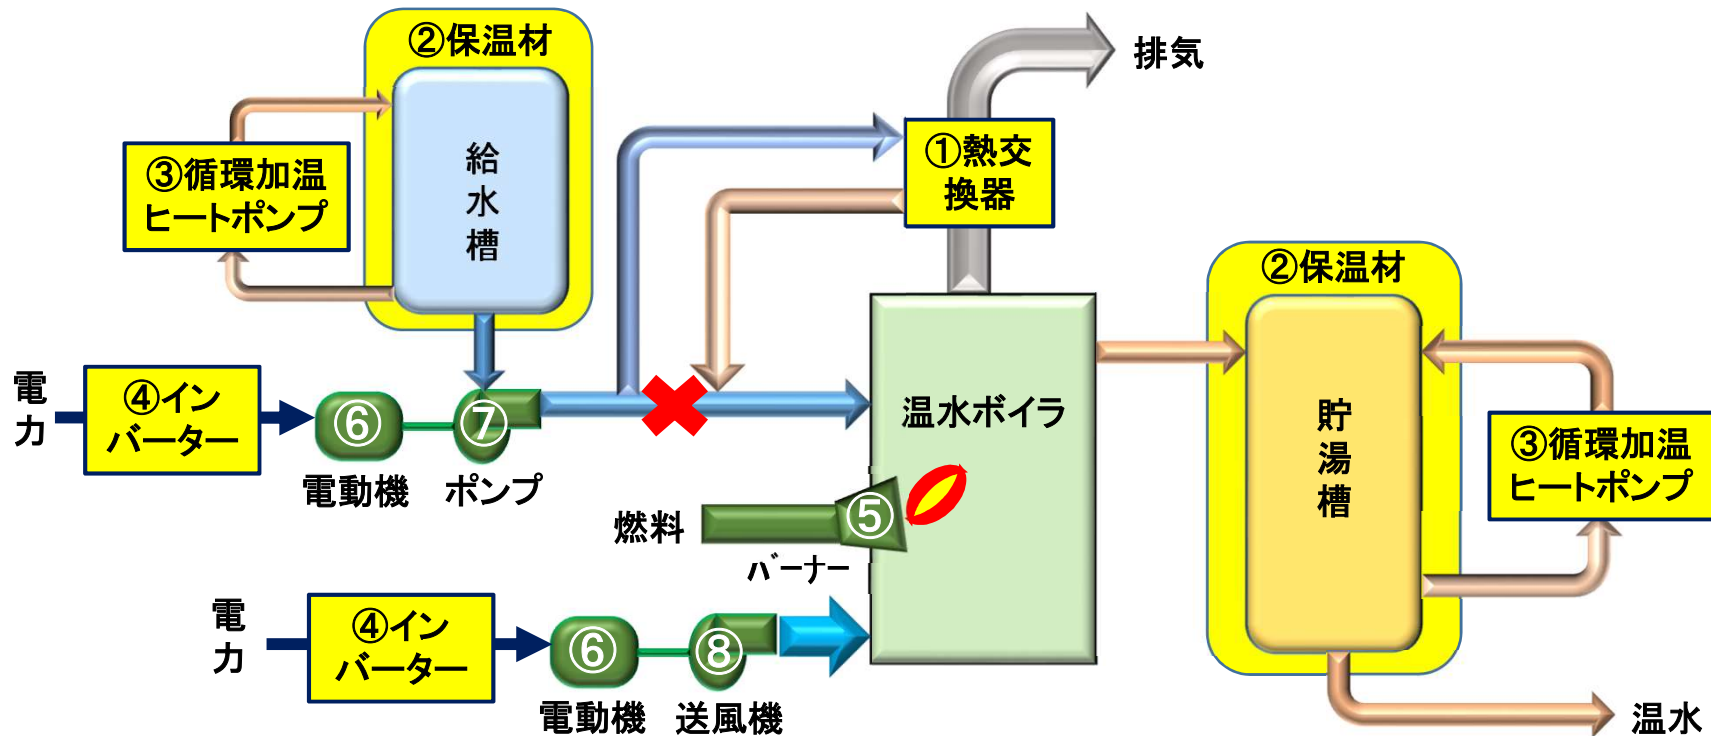 ②保温材
給水槽
③循環加温
ヒートポンプ
①熱交
換器
排気
電力
④イン
バーター
⑥
電動機
⑦
ポンプ
温水ボイラ
燃料
⑤
バーナー
電力
④イン
バーター
⑥
電動機
⑧
送風機
②保温材
貯湯槽
③循環加温
ヒートポンプ
温水